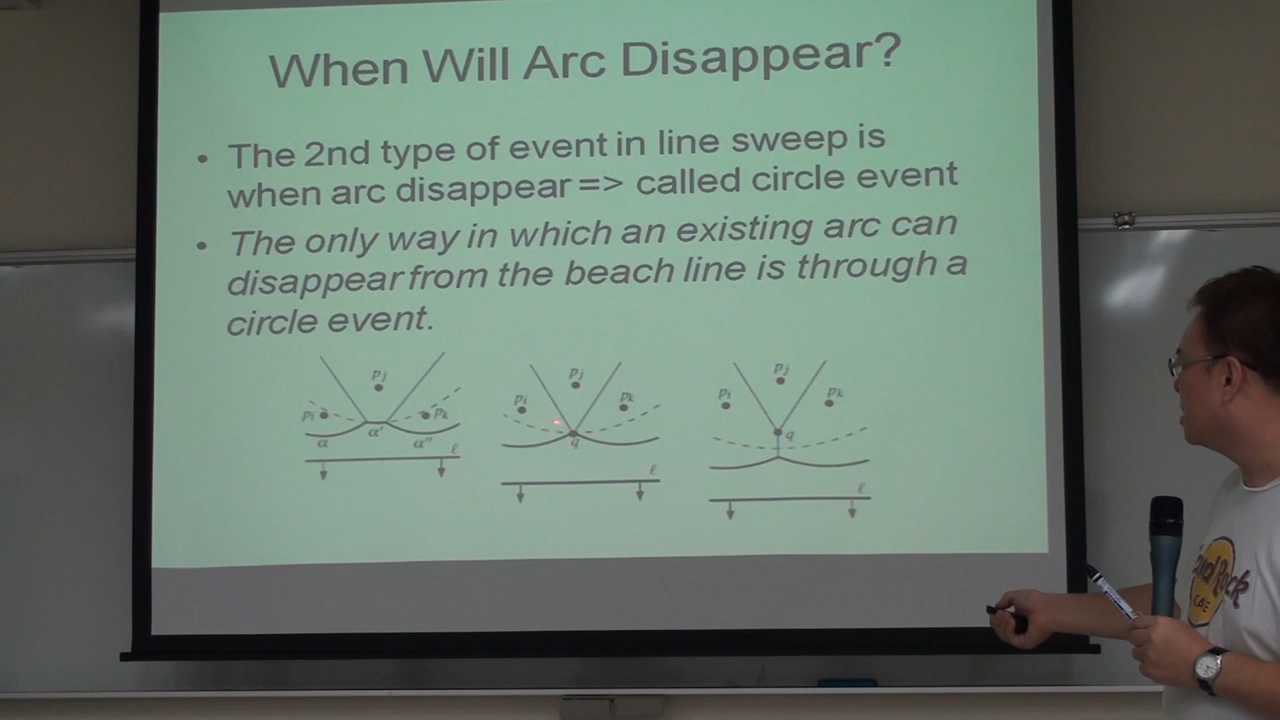 When Will Arc Disappear?
• The 2nd type of event in line sweep is
when arc disappear => called circle event
• The only way in which an existing arc can
disappear from the beach line is through a
circle event.
pj
pi
pk
α
α'
α''
ℓ
pj
pi
pk
q
ℓ
pj
pi
pk
q
ℓ
Rock
CAFE